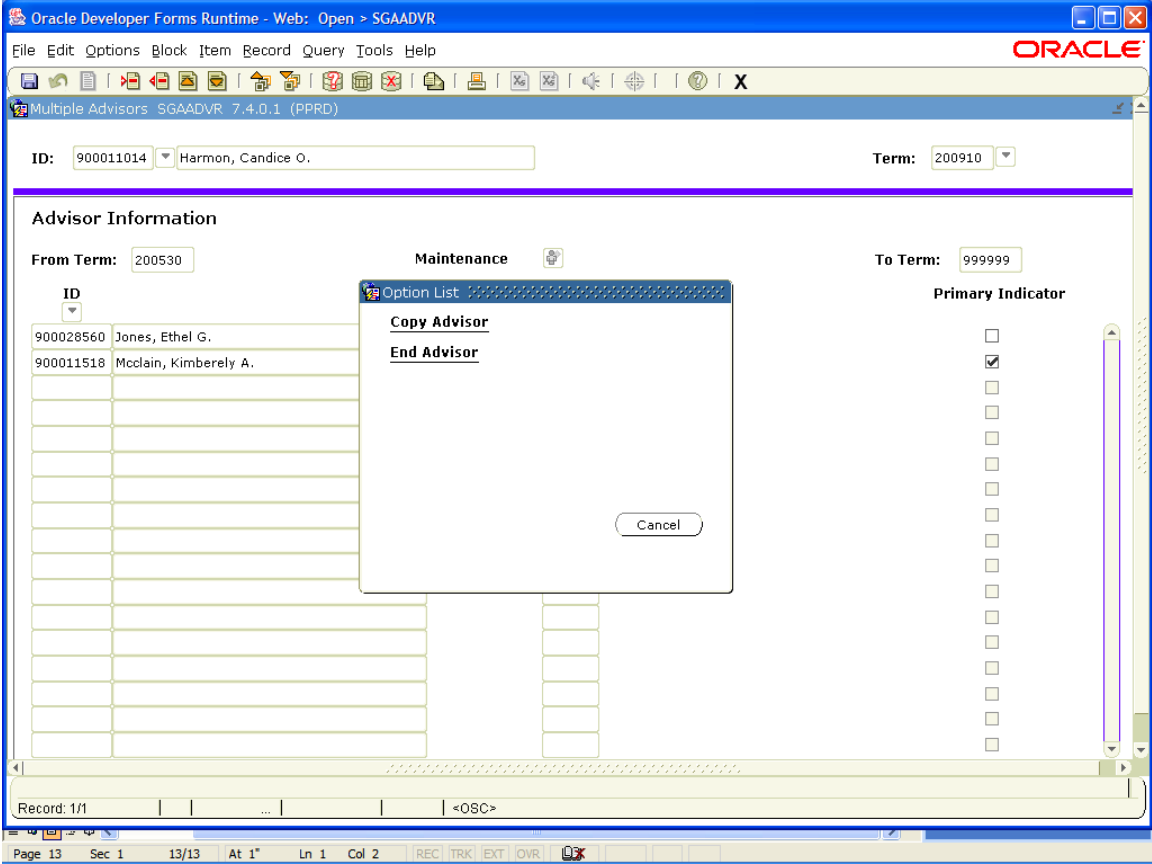 Oracle Developer Forms Runtime - Web: Open > SGAADVR
File Edit Options Block Item Record Query Tools Help
ORACLE
X
Multiple Advisors SGAADVR 7.4.0.1 (PPRD)
ID: 900011014 Harmon, Candice O. Term: 200910
Advisor Information
From Term: 200530 Maintenance To Term: 999999
ID Primary Indicator
Option List
Copy Advisor
End Advisor
Cancel
900028560 Jones, Ethel G.
900011518 Mcclain, Kimberely A.
Record: 1/1 ... <OSC>
Page 13 Sec 1 13/13 At 1" Ln 1 Col 2 REC TRK EXT OVR